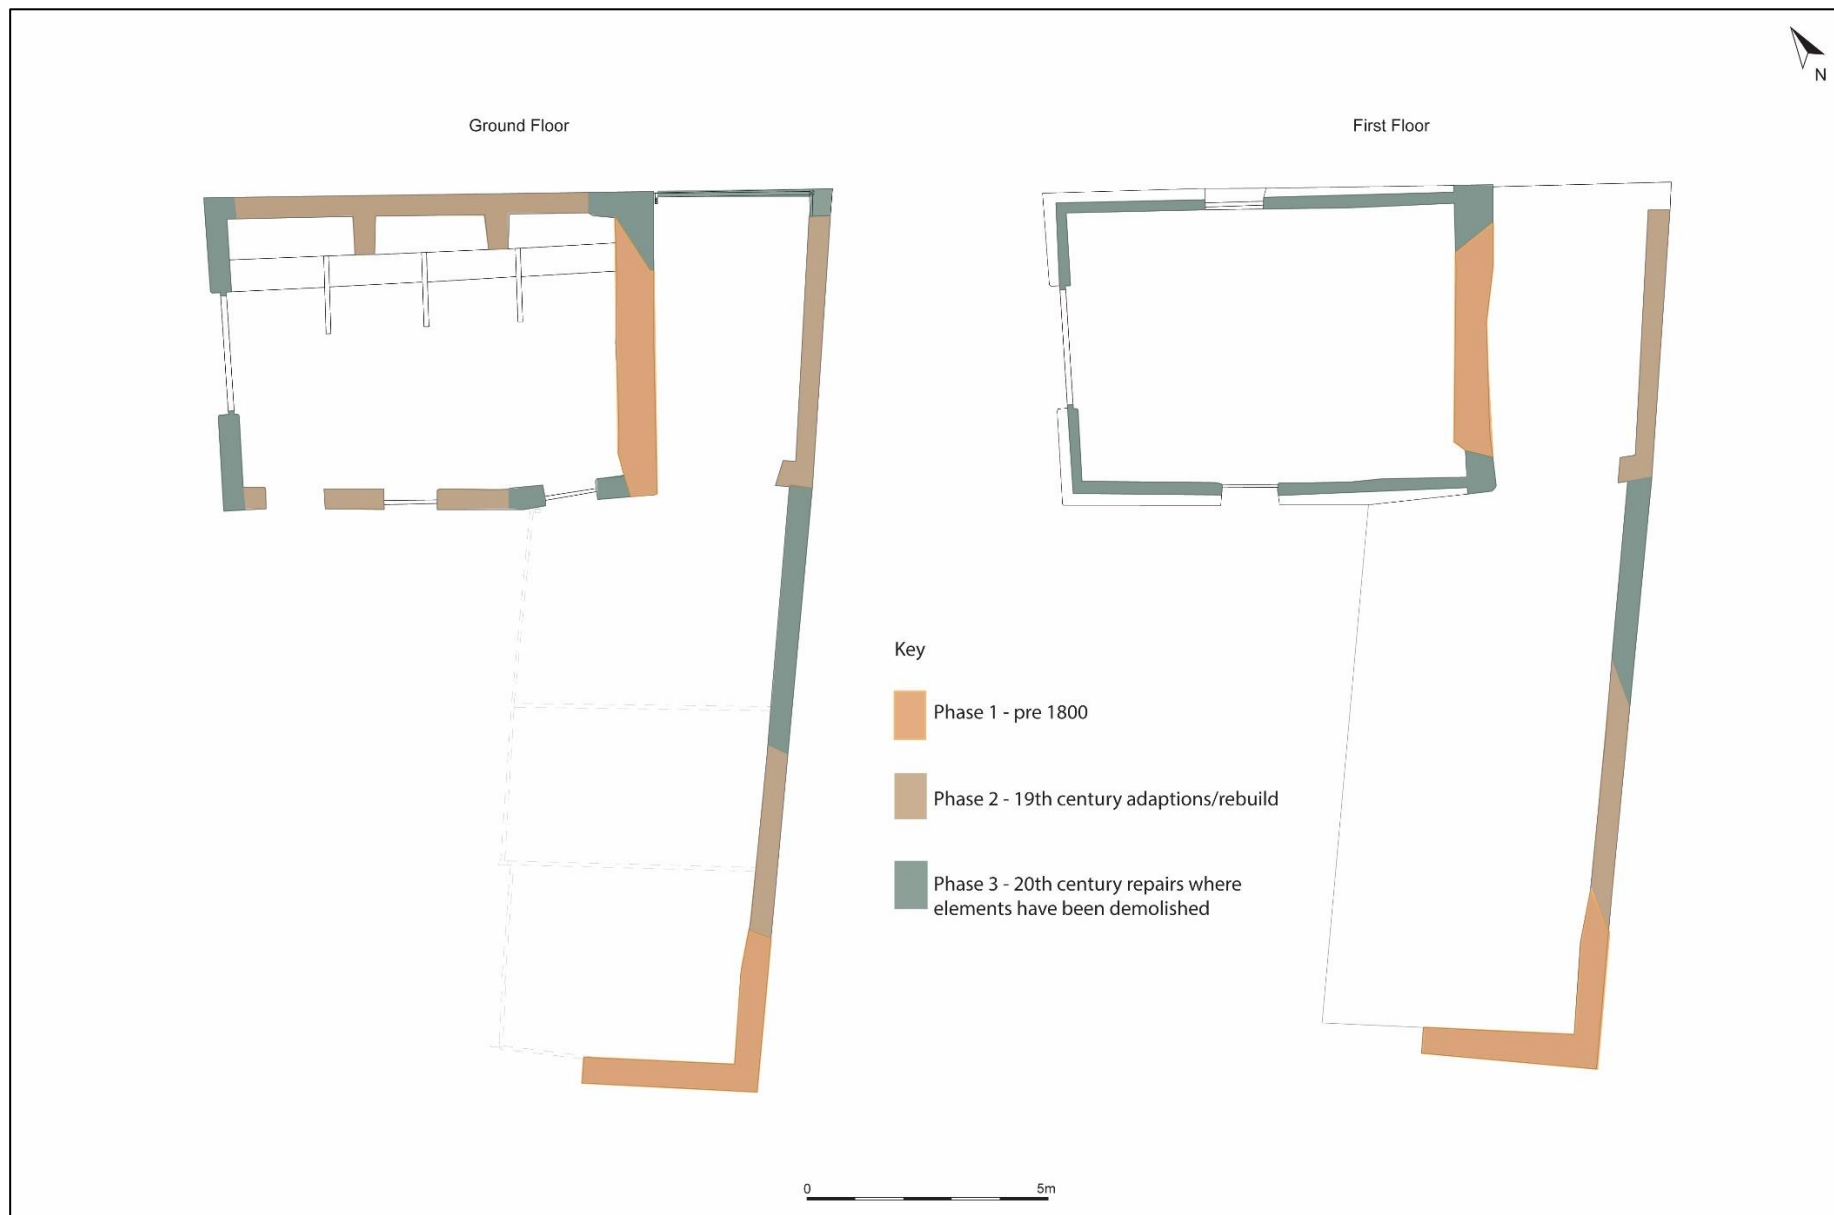 N
Ground Floor
First Floor
Key
Phase 1 - pre 1800
Phase 2 - 19th century adaptions/rebuild
Phase 3 - 20th century repairs where
elements have been demolished
0
5m